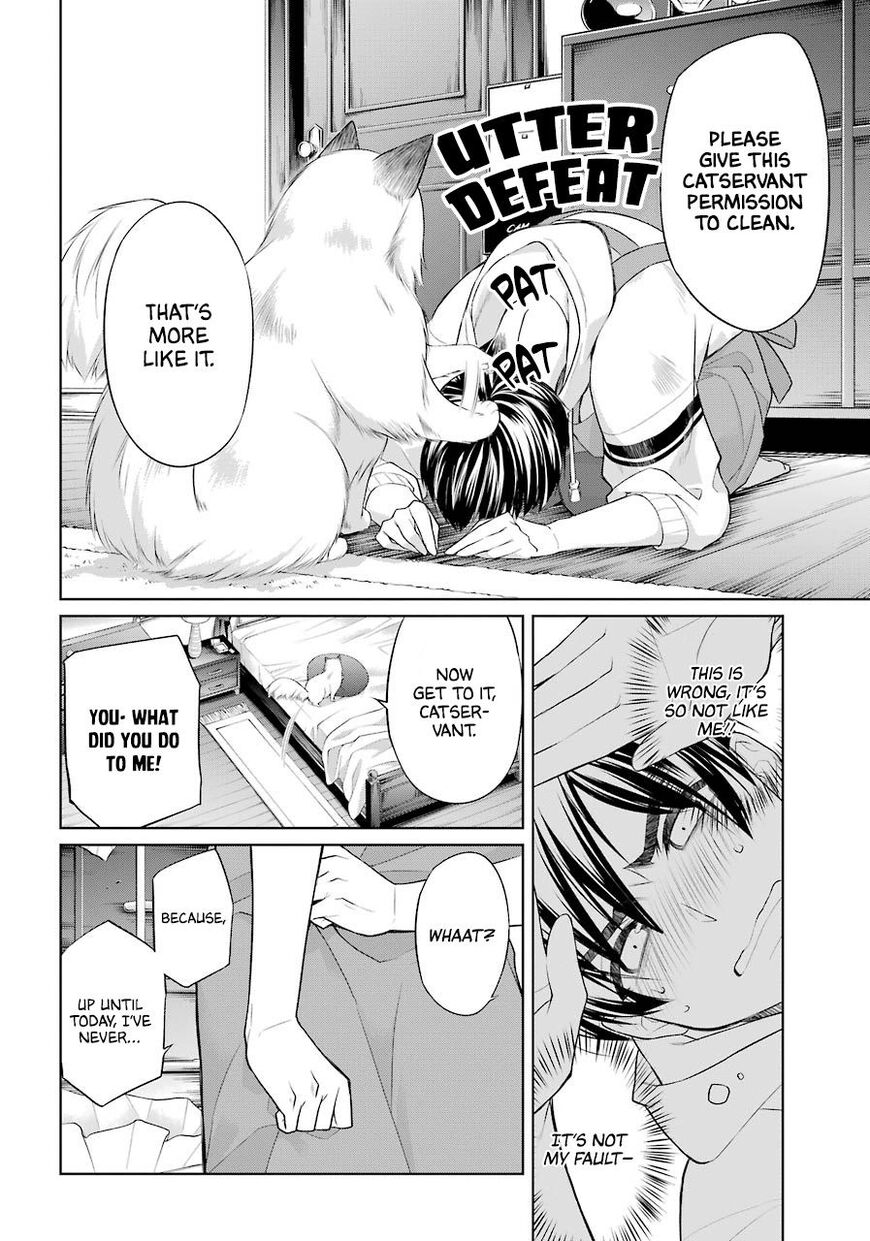 PLEASE
GIVE THIS
CATSERVANT
PERMISSION
TO CLEAN.
UTTER
DEFEAT
CAM
PAT
PAT
THAT'S
MORE
LIKE IT.
THIS IS
WRONG, IT'S
SO NOT LIKE
ME!!
IT'S NOT
MY FAULT-
NOW
GET TO IT,
CATSER-
VANT.
YOU- WHAT
DID YOU DO
TO ME!
WHAAT?
BECAUSE,
UP UNTIL
TODAY, I'VE
NEVER...